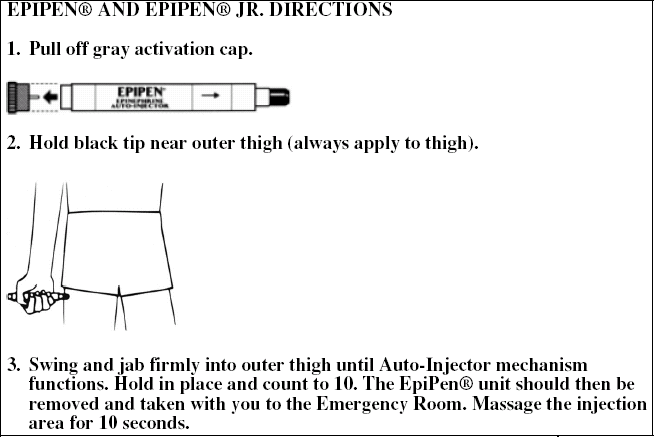 EPIPEN® AND EPIPEN® JR. DIRECTIONS
1. Pull off gray activation cap.
EPIPEN®
EPINEPHRINE
AUTO-INJECTOR
2. Hold black tip near outer thigh (always apply to thigh).
3. Swing and jab firmly into outer thigh until Auto-Injector mechanism
functions. Hold in place and count to 10. The EpiPen® unit should then be
removed and taken with you to the Emergency Room. Massage the injection
area for 10 seconds.